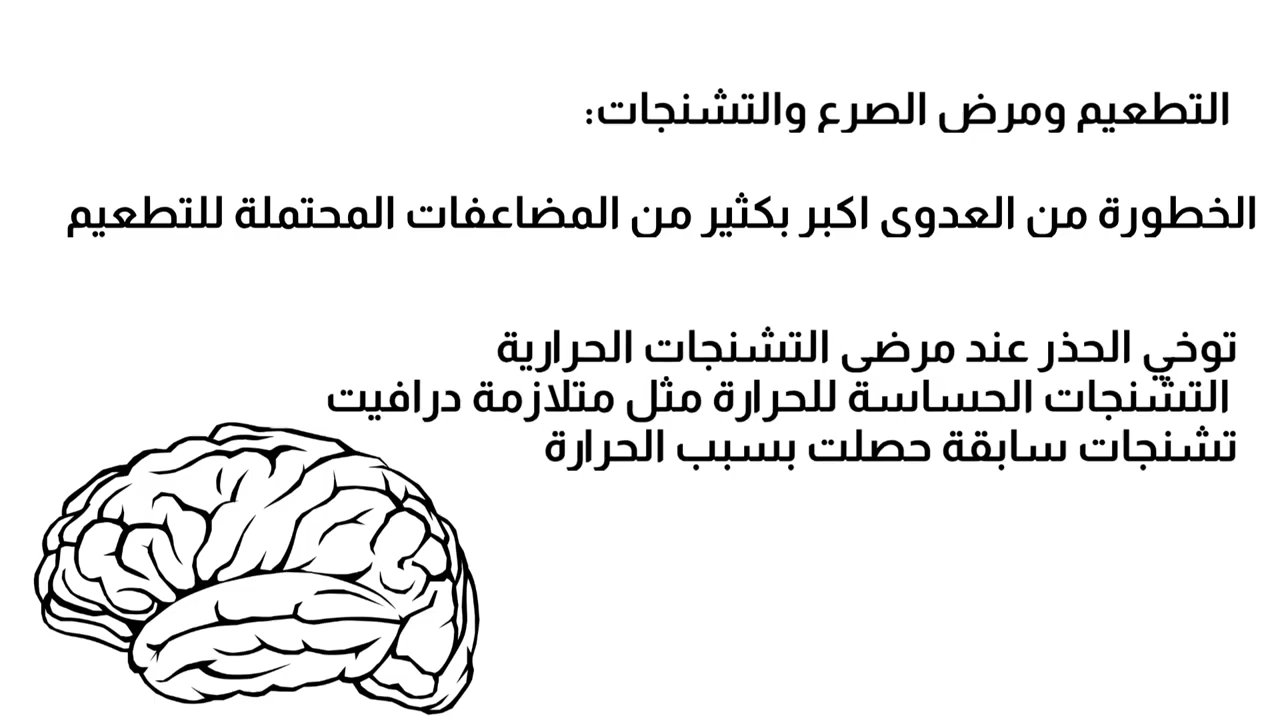 التطعيم ومرض الصرع والتشنجات:
الخطورة من العدوى اكبر بكثير من المضاعفات المحتملة للتطعيم
توخي الحذر عند مرضى التشنجات الحرارية
التشنجات الحساسة للحرارة مثل متلازمة درافيت
تشنجات سابقة حصلت بسبب الحرارة